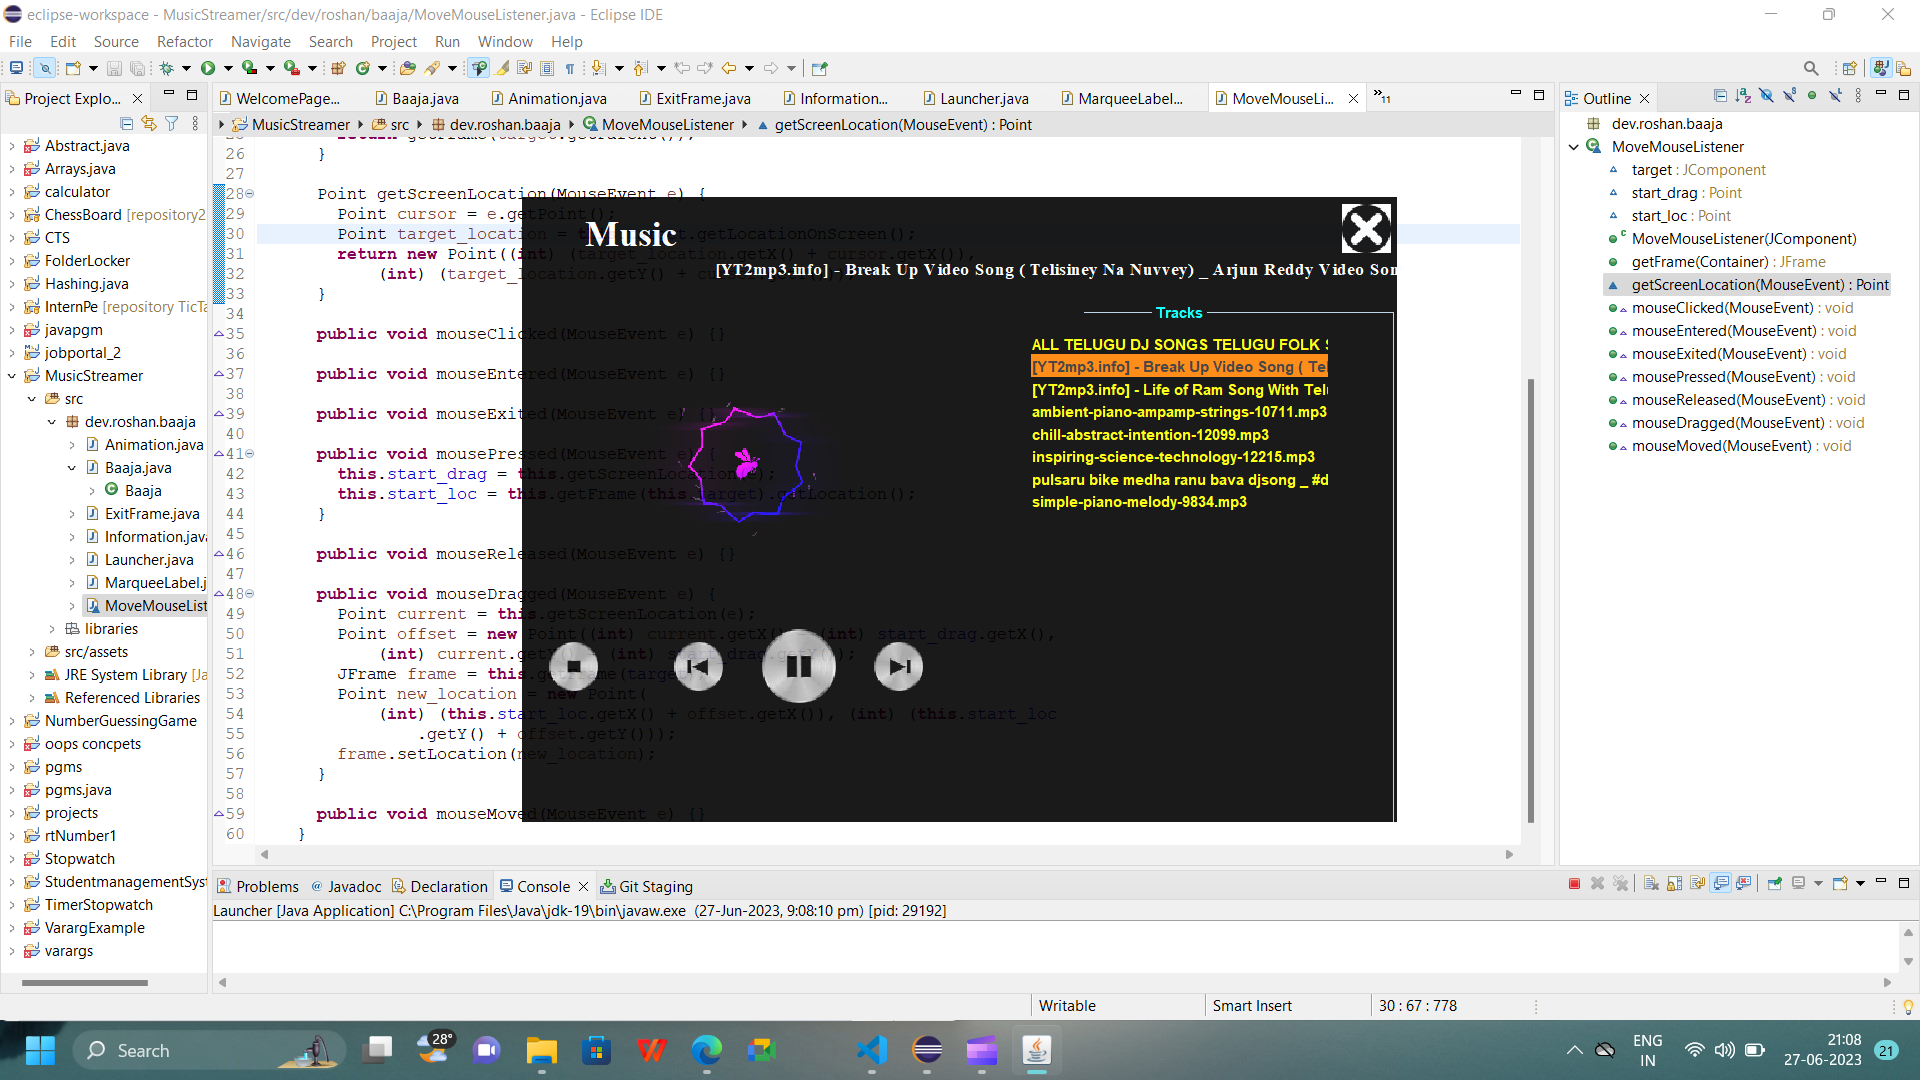 eclipse-workspace - MusicStreamer/src/dev/roshan/baaja/MoveMouseListener.java - Eclipse IDE
File Edit Source Refactor Navigate Search Project Run Window Help
Project Explo...
Abstract.java
Arrays.java
calculator
ChessBoard [repository2
CTS
FolderLocker
Hashing.java
InternPe [repository TicTa
javapgm
jobportal_2
MusicStreamer
src
dev.roshan.baaja
Animation.java
Baaja.java
Baaja
ExitFrame.java
Information.java
Launcher.java
MarqueeLabel.j
MoveMouseList
libraries
src/assets
JRE System Library [Ja
Referenced Libraries
NumberGuessingGame
oops concpets
pgms
pgms.java
projects
rtNumber1
Stopwatch
StudentmanagementSyst
TimerStopwatch
VarargExample
varargs
WelcomePage... Baaja.java Animation.java ExitFrame.java Information... Launcher.java MarqueeLabel... MoveMouseLi... »11
MusicStreamer src dev.roshan.baaja MoveMouseListener getScreenLocation(MouseEvent) : Point
26 }
27
28 Point getScreenLocation(MouseEvent e) {
29 Point cursor = e.getPoint();
30 Point target_location = .getLocationOnScreen();
31 return new Point((int) (target_location.getX() + cursor.getX()),
32 (int) (target_location.getY() +
33 }
34
35 public void mouseClicked(MouseEvent e) {}
36
37 public void mouseEntered(MouseEvent e) {}
38
39 public void mouseExited(MouseEvent e) {}
40
41 public void mousePressed(MouseEvent e) {
42 this.start_drag = this.getScreenLocation(e);
43 this.start_loc = this.getFrame(this.target).getLocation();
44 }
45
46 public void mouseReleased(MouseEvent e) {}
47
48 public void mouseDragged(MouseEvent e) {
49 Point current = this.getScreenLocation(e);
50 Point offset = new Point((int) current.getX() - (int) start_drag.getX(),
51 (int) current.getY() - (int) start_drag.getY());
52 JFrame frame = this.getFrame(target);
53 Point new_location = new Point(
54 (int) (this.start_loc.getX() + offset.getX()), (int) (this.start_loc
55 .getY() + offset.getY()));
56 frame.setLocation(new_location);
57 }
58
59 public void mouseMoved(MouseEvent e) {}
60 }
Music
[YT2mp3.info] - Break Up Video Song ( Telisiney Na Nuvvey) _ Arjun Reddy Video Son
Tracks
ALL TELUGU DJ SONGS TELUGU FOLK S
[YT2mp3.info] - Break Up Video Song ( Tel
[YT2mp3.info] - Life of Ram Song With Telu
ambient-piano-ampamp-strings-10711.mp3
chill-abstract-intention-12099.mp3
inspiring-science-technology-12215.mp3
pulsaru bike medha ranu bava djsong _ #d
simple-piano-melody-9834.mp3
Outline
dev.roshan.baaja
MoveMouseListener
target : JComponent
start_drag : Point
start_loc : Point
MoveMouseListener(JComponent)
getFrame(Container) : JFrame
getScreenLocation(MouseEvent) : Point
mouseClicked(MouseEvent) : void
mouseEntered(MouseEvent) : void
mouseExited(MouseEvent) : void
mousePressed(MouseEvent) : void
mouseReleased(MouseEvent) : void
mouseDragged(MouseEvent) : void
mouseMoved(MouseEvent) : void
Problems Javadoc Declaration Console Git Staging
Launcher [Java Application] C:\Program Files\Java\jdk-19\bin\javaw.exe (27-Jun-2023, 9:08:10 pm) [pid: 29192]
Writable Smart Insert 30 : 67 : 778
Search
28°
ENG
IN
21:08
27-06-2023
21